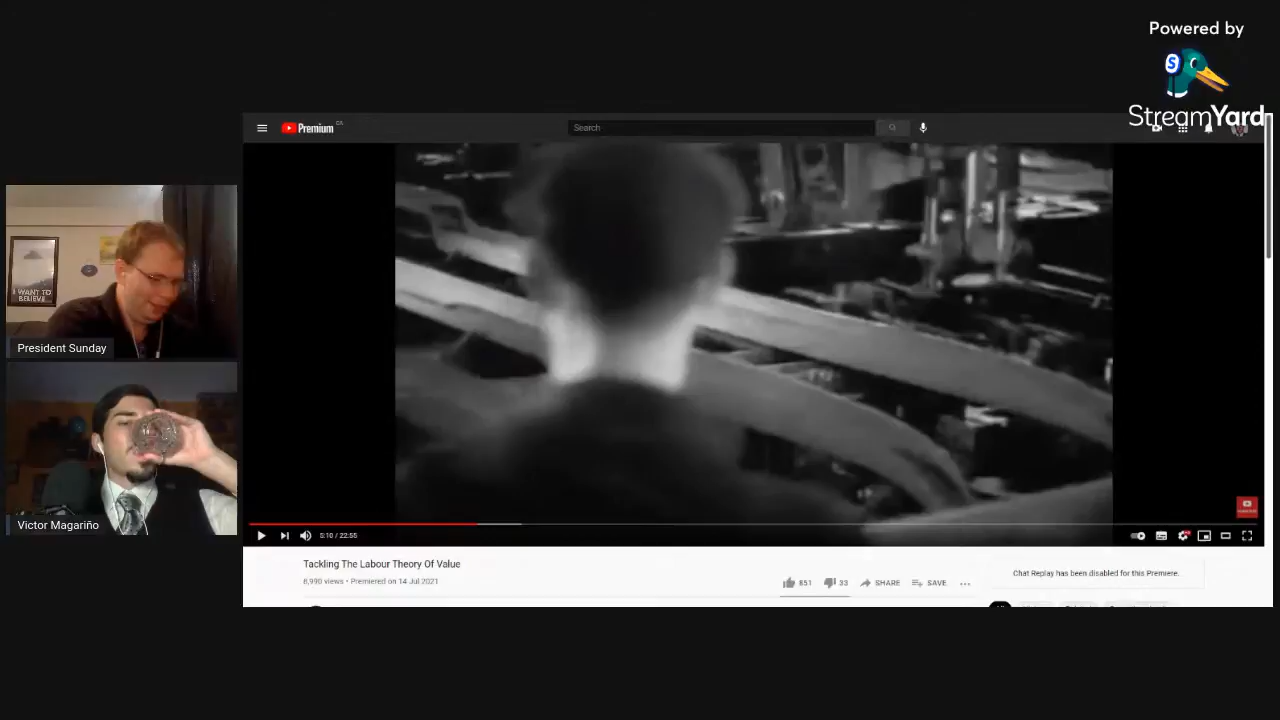 Powered by
StreamYard
Premium
CA
Search
I WANT TO
BELIEVE
President Sunday
Victor Magariño
5:10 / 22:55
Tackling The Labour Theory Of Value
6,990 views • Premiered on 14 Jul 2021
851
33
SHARE
SAVE
Chat Replay has been disabled for this Premiere.